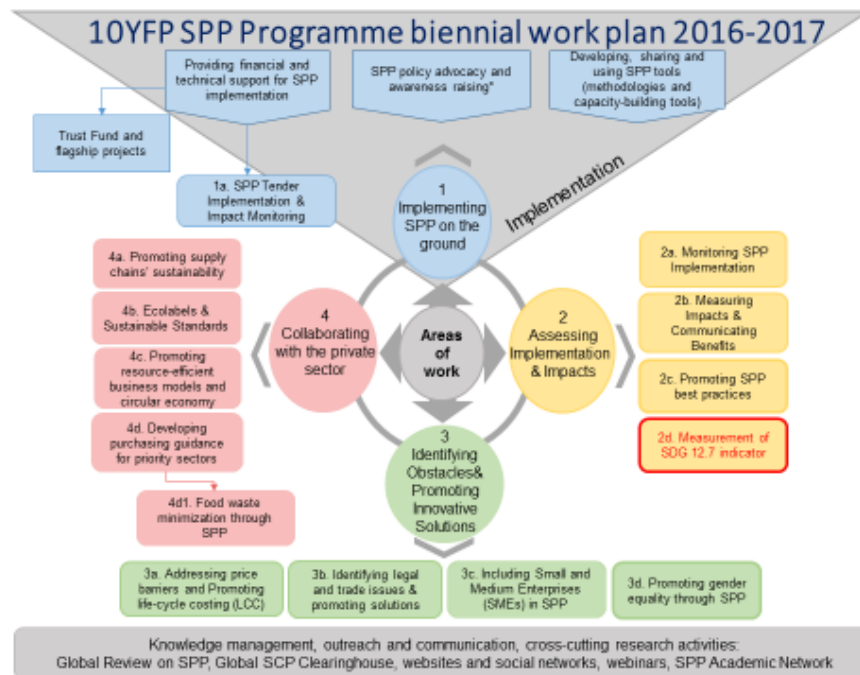 10YFP SPP Programme biennial work plan 2016-2017
Providing financial and
technical support for SPP
implementation
SPP policy advocacy and
awareness raising*
Developing, sharing and
using SPP tools
(methodologies and
capacity-building tools)
Trust Fund and
flagship projects
1a. SPP Tender
Implementation &
Impact Monitoring
Implementation
1
Implementing
SPP on the
ground
4a. Promoting supply
chains' sustainability
4b. Ecolabels &
Sustainable Standards
4c. Promoting
resource-efficient
business models and
circular economy
4d. Developing
purchasing guidance
for priority sectors
4d1. Food waste
minimization through
SPP
4
Collaborating
with the private
sector
Areas
of
work
2
Assessing
Implementation
& Impacts
2a. Monitoring SPP
Implementation
2b. Measuring
Impacts &
Communicating
Benefits
2c. Promoting SPP
best practices
2d. Measurement of
SDG 12.7 indicator
3
Identifying
Obstacles&
Promoting
Innovative
Solutions
3a. Addressing price
barriers and Promoting
life-cycle costing (LCC)
3b. Identifying legal
and trade issues &
promoting solutions
3c. Including Small and
Medium Enterprises
(SMEs) in SPP
3d. Promoting gender
equality through SPP
Knowledge management, outreach and communication, cross-cutting research activities:
Global Review on SPP, Global SCP Clearinghouse, websites and social networks, webinars, SPP Academic Network